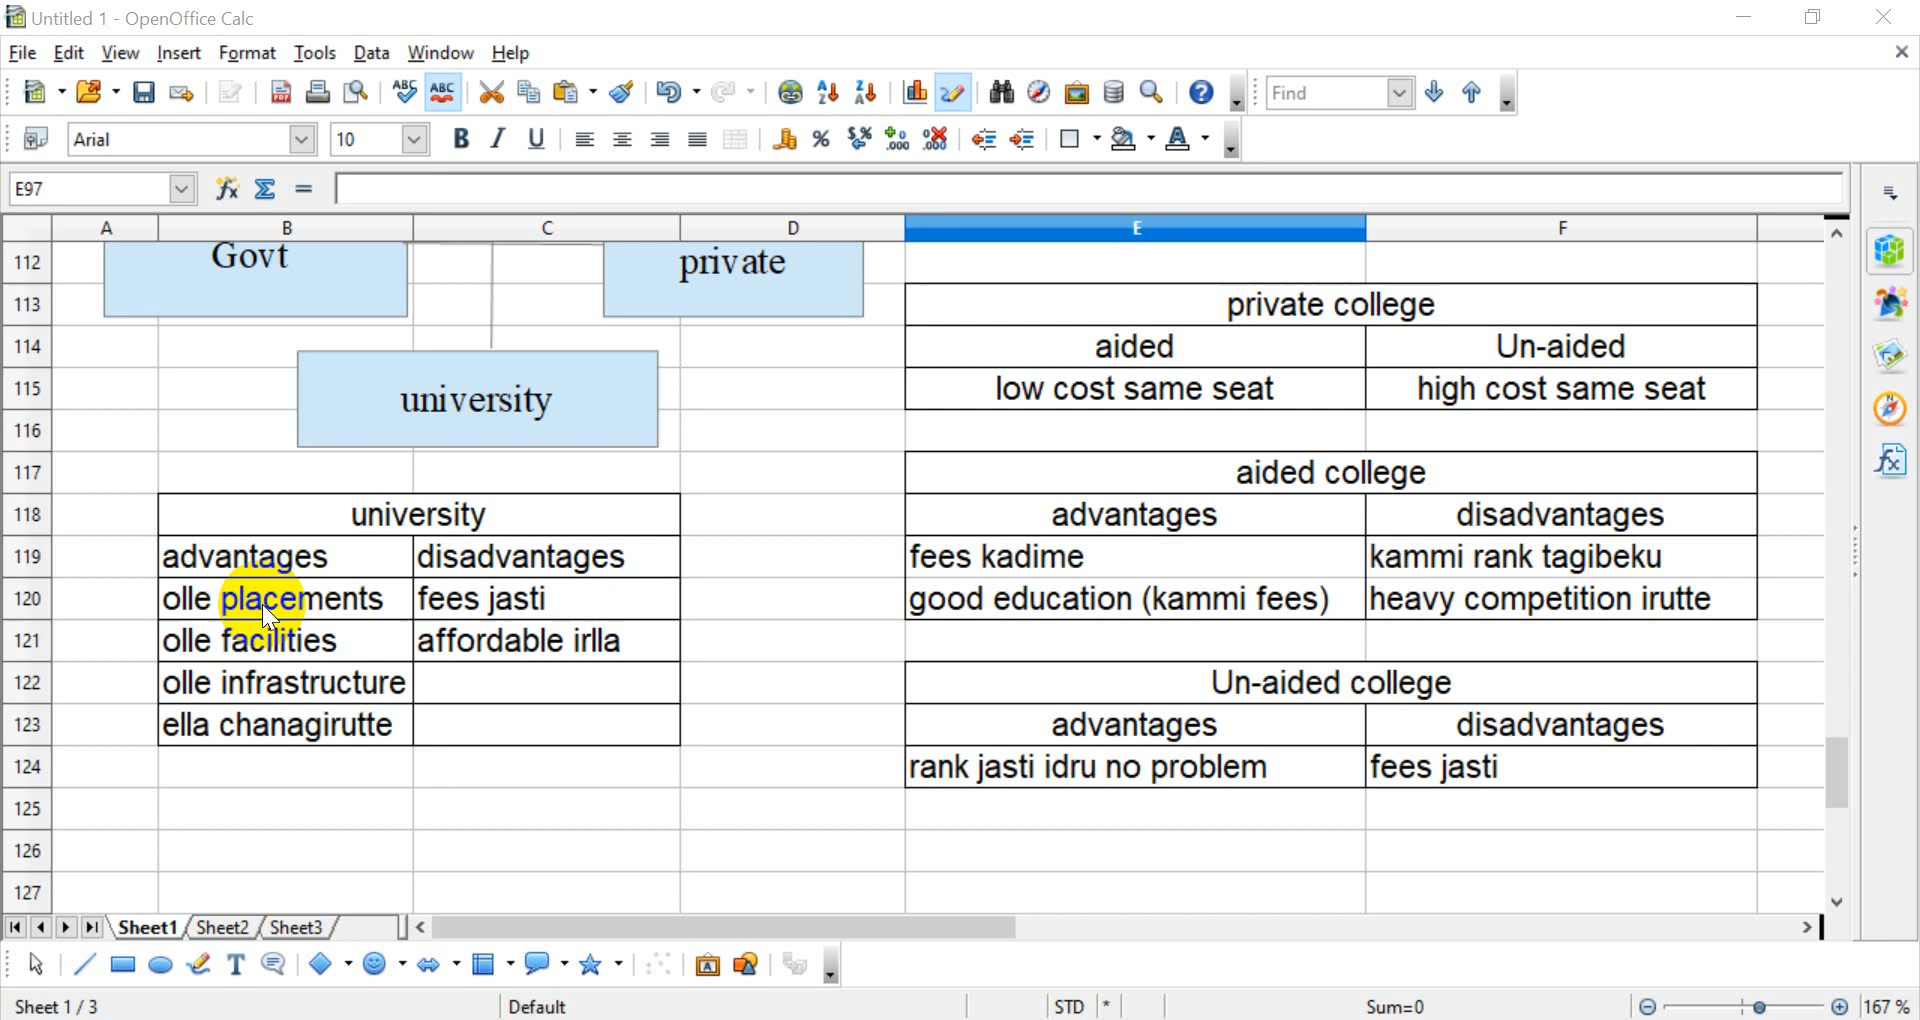 Untitled 1 - OpenOffice Calc
File Edit View Insert Format Tools Data Window Help
Find
Arial 10
E97
A B C D E F
112 Govt private
113 private college
114 aided Un-aided
115 low cost same seat high cost same seat
university
116
117 aided college
118 university advantages disadvantages
119 advantages disadvantages fees kadime kammi rank tagibeku
120 olle placements fees jasti good education (kammi fees) heavy competition irutte
121 olle facilities affordable irlla
122 olle infrastructure Un-aided college
123 ella chanagirutte advantages disadvantages
124 rank jasti idru no problem fees jasti
125
126
127
Sheet1 Sheet2 Sheet3
Sheet 1 / 3 Default STD * Sum=0 167 %